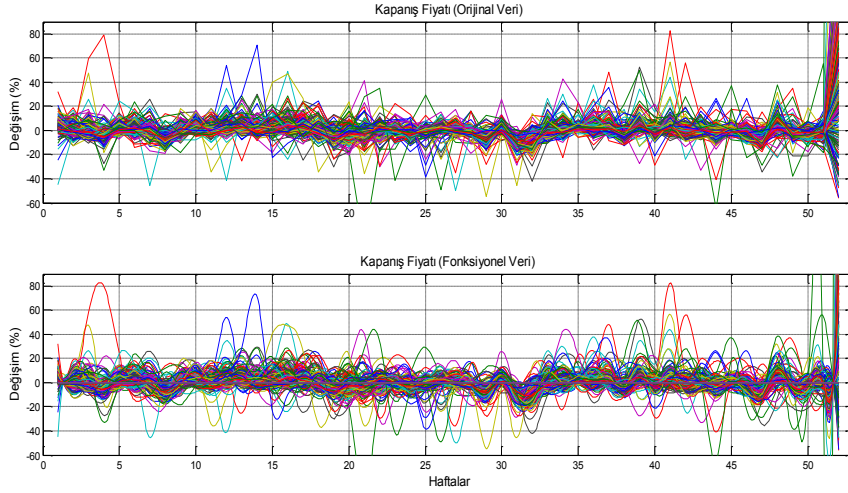 Kapanış Fiyatı (Orijinal Veri)
Değişim (%)
80
60
40
20
0
-20
-40
-60
0 5 10 15 20 25 30 35 40 45 50
Kapanış Fiyatı (Fonksiyonel Veri)
Değişim (%)
80
60
40
20
0
-20
-40
-60
0 5 10 15 20 25 30 35 40 45 50
Haftalar